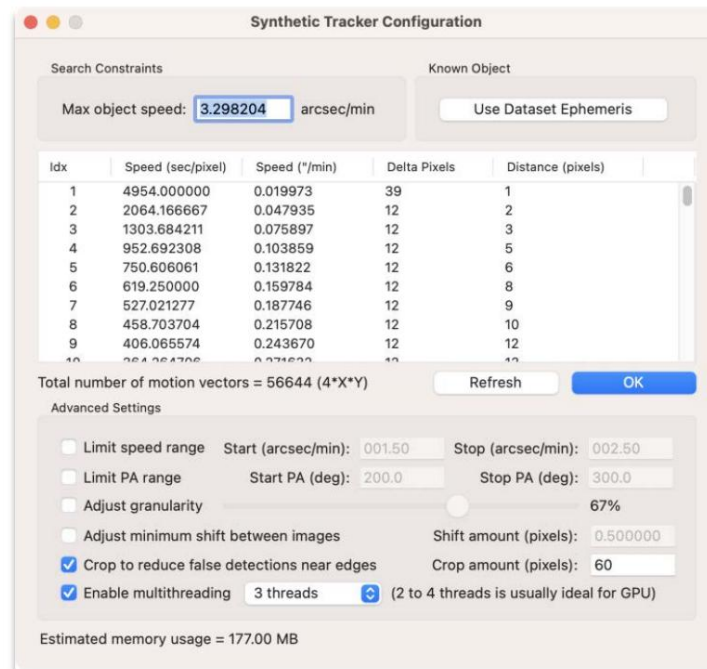 Synthetic Tracker Configuration
Search Constraints
Known Object
Max object speed: 3.298204 arcsec/min
Use Dataset Ephemeris
Idx Speed (sec/pixel) Speed ("/min) Delta Pixels Distance (pixels)
1 4954.000000 0.019973 39 1
2 2064.166667 0.047935 12 2
3 1303.684211 0.075897 12 3
4 952.692308 0.103859 12 5
5 750.606061 0.131822 12 6
6 619.250000 0.159784 12 8
7 527.021277 0.187746 12 9
8 458.703704 0.215708 12 10
9 406.065574 0.243670 12 12
Total number of motion vectors = 56644 (4*X*Y)
Refresh
OK
Advanced Settings
Limit speed range Start (arcsec/min): 001.50 Stop (arcsec/min): 002.50
Limit PA range Start PA (deg): 200.0 Stop PA (deg): 300.0
Adjust granularity 67%
Adjust minimum shift between images Shift amount (pixels): 0.500000
Crop to reduce false detections near edges Crop amount (pixels): 60
Enable multithreading 3 threads (2 to 4 threads is usually ideal for GPU)
Estimated memory usage = 177.00 MB